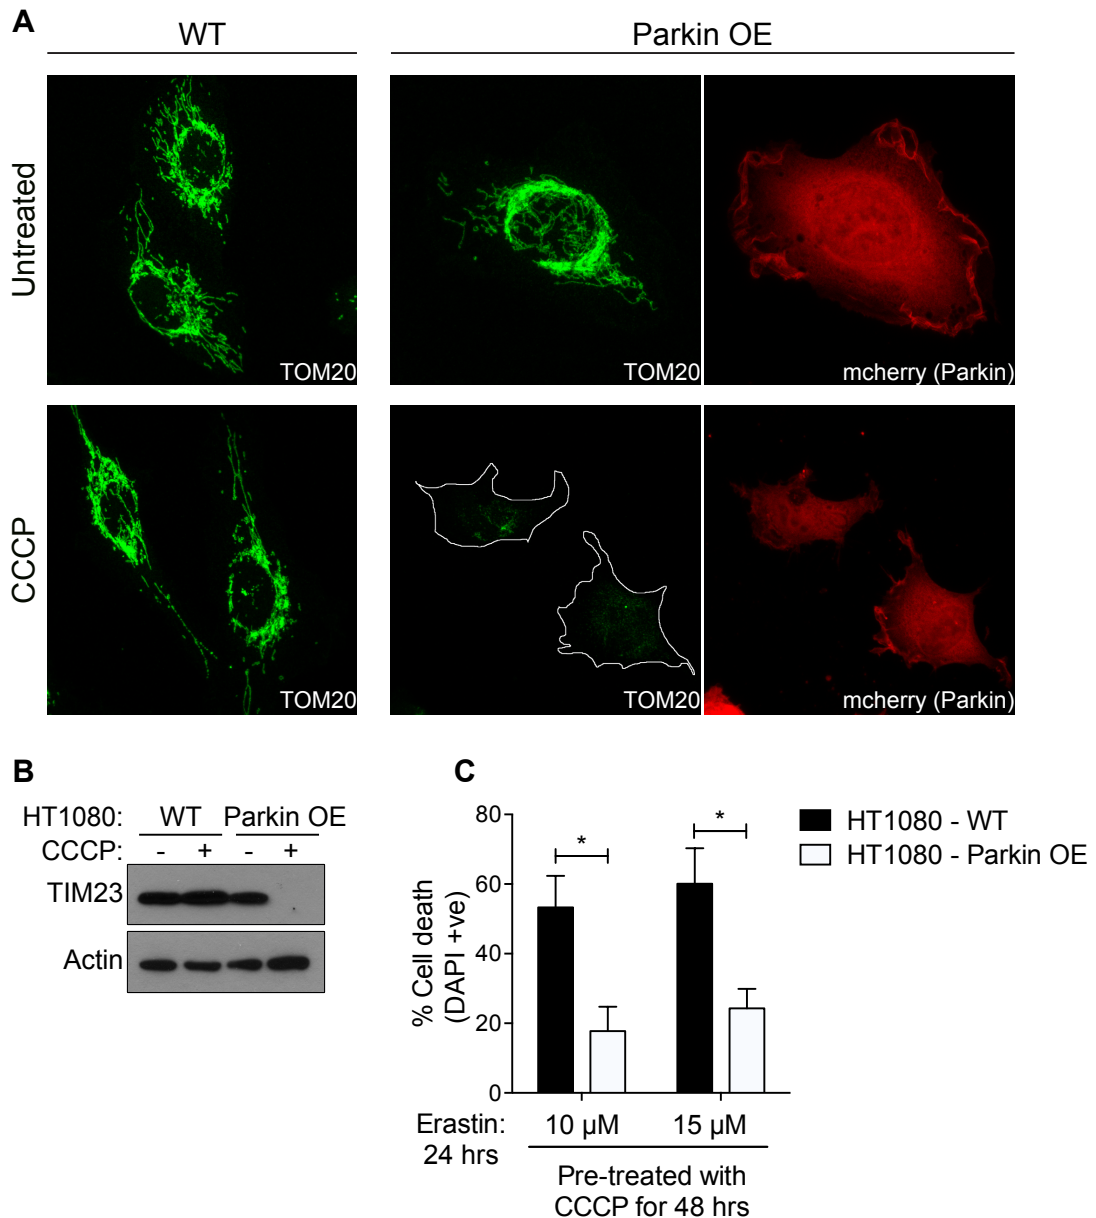 A
WT
Parkin OE
Untreated
TOM20
TOM20
mcherry (Parkin)
CCCP
TOM20
TOM20
mcherry (Parkin)
B
HT1080: WT Parkin OE
CCCP: - + - +
TIM23
Actin
C
% Cell death
(DAPI +ve)
80
60
40
20
0
*
*
HT1080 - WT
HT1080 - Parkin OE
Erastin: 10 µM 15 µM
24 hrs
Pre-treated with
CCCP for 48 hrs